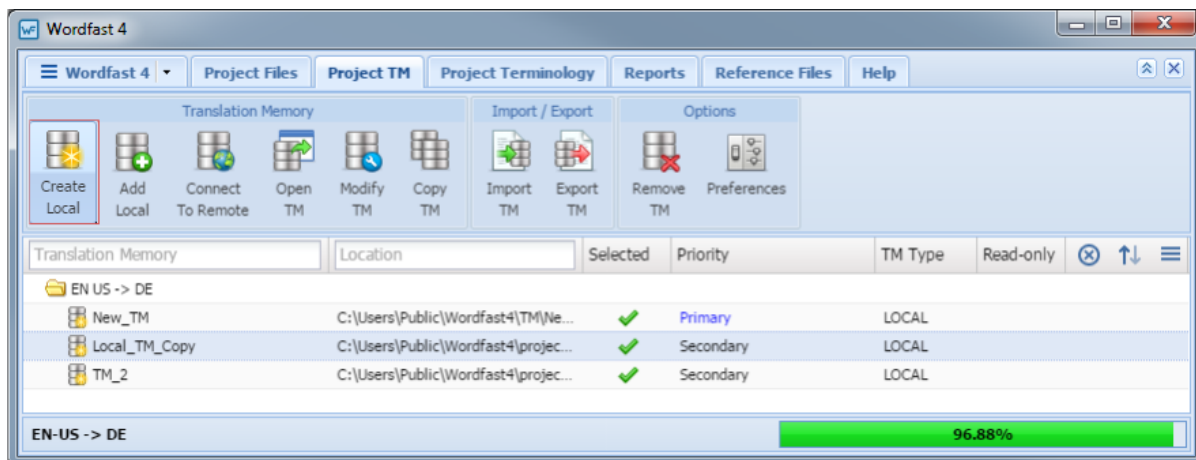 WF Wordfast 4
Wordfast 4 Project Files Project TM Project Terminology Reports Reference Files Help
Translation Memory Import / Export Options
Create Local
Add Local
Connect To Remote
Open TM
Modify TM
Copy TM
Import TM
Export TM
Remove TM
Preferences
Translation Memory Location Selected Priority TM Type Read-only
EN US -> DE
New_TM C:\Users\Public\Wordfast4\TM\Ne... Primary LOCAL
Local_TM_Copy C:\Users\Public\Wordfast4\projec... Secondary LOCAL
TM_2 C:\Users\Public\Wordfast4\projec... Secondary LOCAL
EN-US -> DE 96.88%